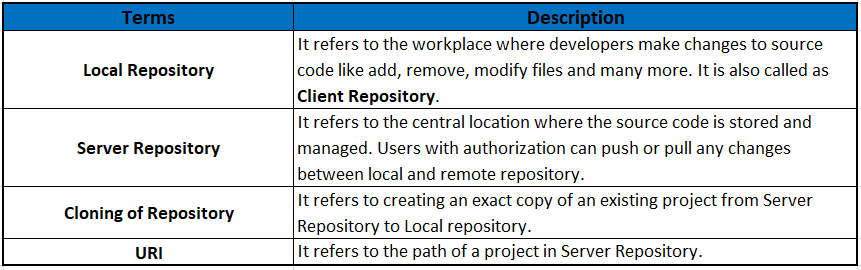 Terms Description
Local Repository
It refers to the workplace where developers make changes to source
code like add, remove, modify files and many more. It is also called as
Client Repository.
Server Repository
It refers to the central location where the source code is stored and
managed. Users with authorization can push or pull any changes
between local and remote repository.
Cloning of Repository
It refers to creating an exact copy of an existing project from Server
Repository to Local repository.
URI
It refers to the path of a project in Server Repository.